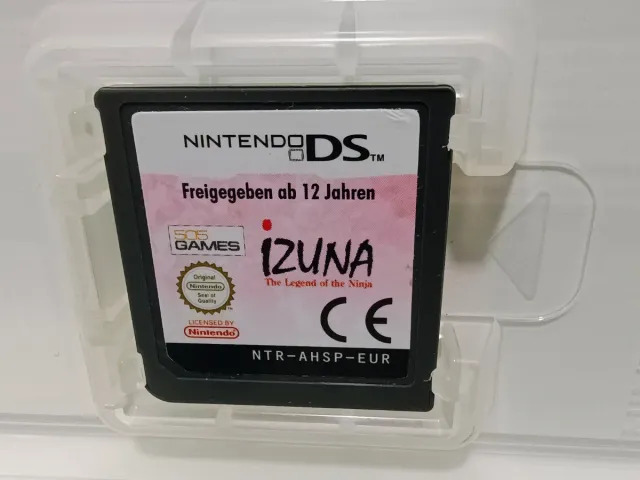 NINTENDO DS™
Freigegeben ab 12 Jahren
505
GAMES
iZUNA
The Legend of the Ninja
Original
Nintendo
Seal of
Quality
LICENSED BY
Nintendo
CE
NTR-AHSP-EUR